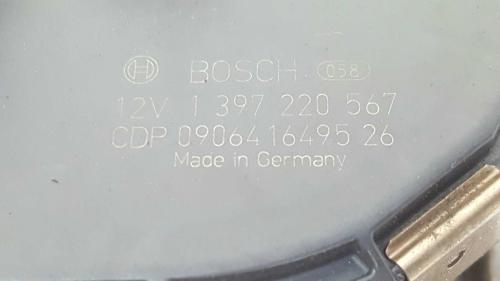 BOSCH 058
12V 1 397 220 567
CDP 0906416495 26
Made in Germany